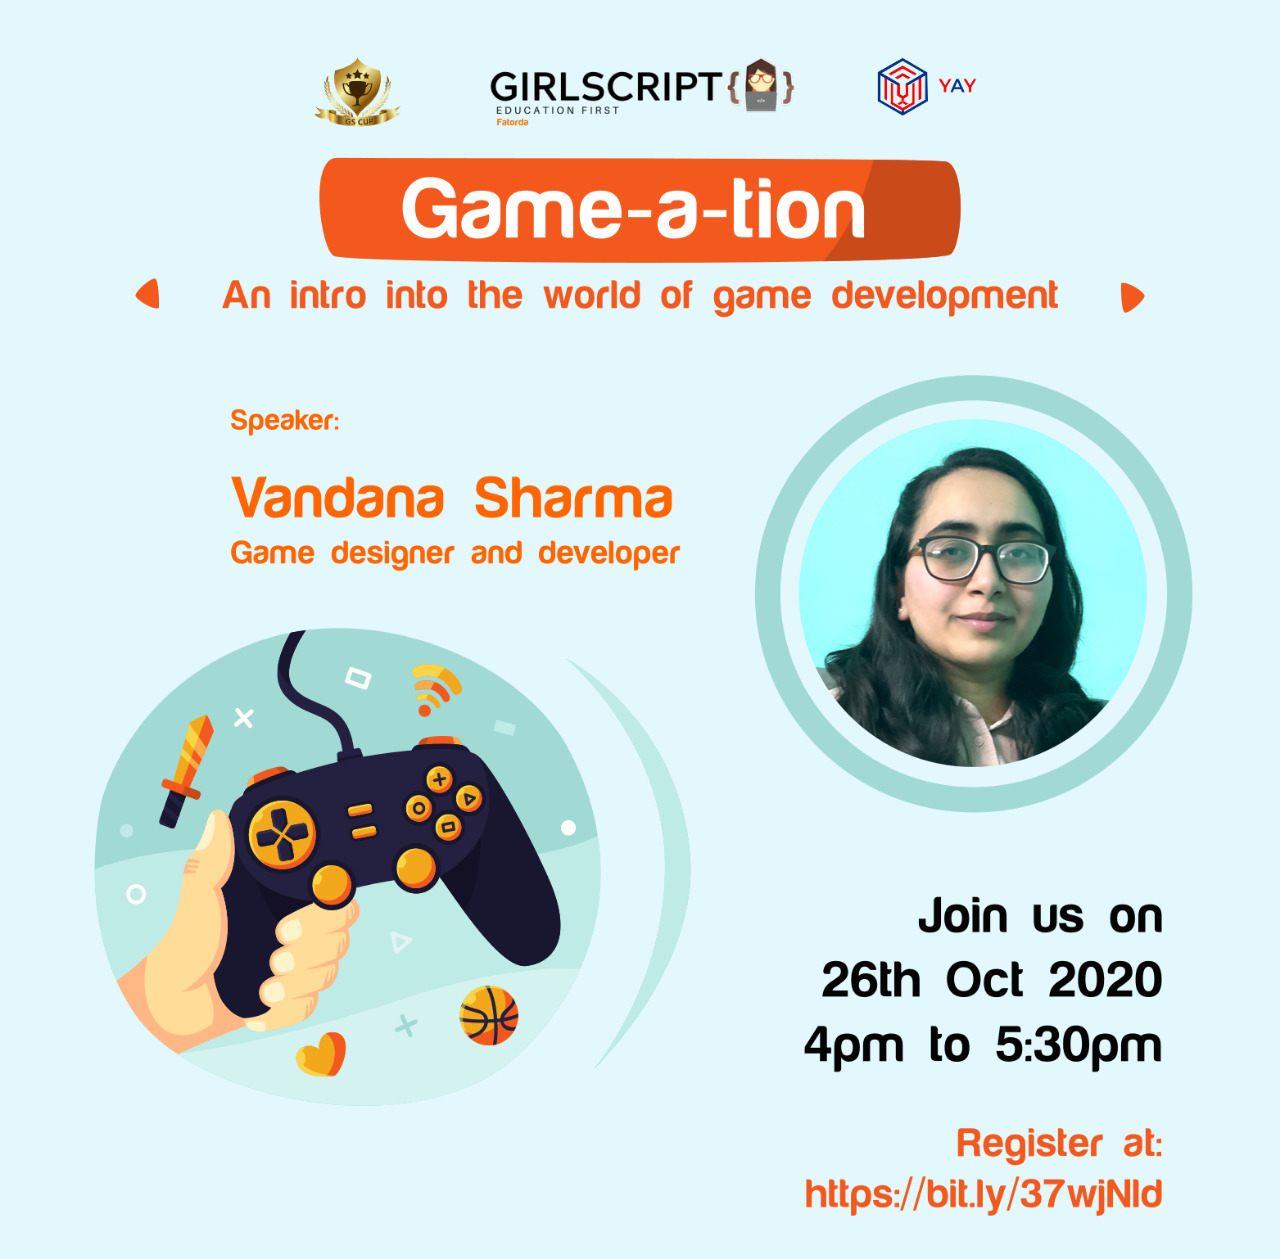 GS CUP
GIRLSCRIPT
EDUCATION FIRST
Fatorda
YAY
Game-a-tion
An intro into the world of game development
Speaker:
Vandana Sharma
Game designer and developer
Join us on
26th Oct 2020
4pm to 5:30pm
Register at:
https://bit.ly/37wjNld